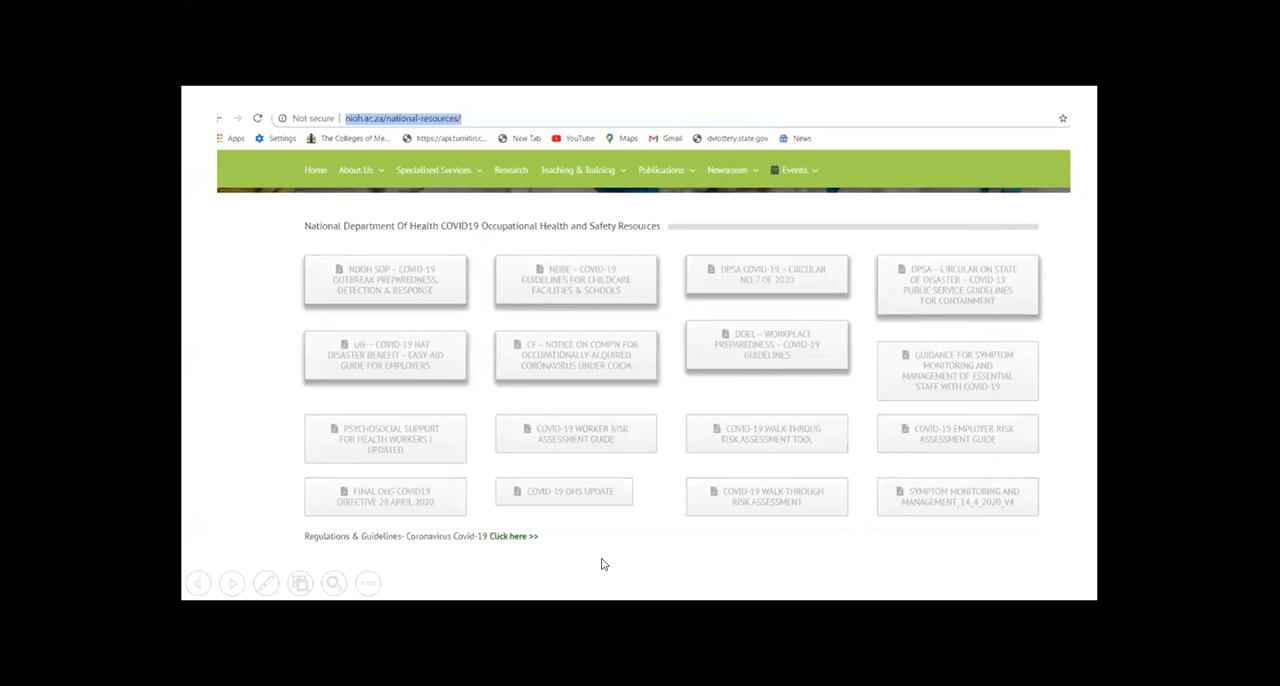 Not secure | nioh.ac.za/national-resources/
Apps Settings The Colleges of Me... https://api.turnitin.c... New Tab YouTube Maps Gmail dvlottery.state.gov News
Home About Us Specialised Services Research Teaching & Training Publications Newsroom Events
National Department Of Health COVID19 Occupational Health and Safety Resources
NDOH SOP – COVID-19
OUTBREAK PREPAREDNESS,
DETECTION & RESPONSE
NDBE – COVID-19
GUIDELINES FOR CHILDCARE
FACILITIES & SCHOOLS
DPSA COVID-19 – CIRCULAR
NO. 7 OF 2020
DPSA – CIRCULAR ON STATE
OF DISASTER – COVID-19
PUBLIC SERVICE GUIDELINES
FOR CONTAINMENT
UIF – COVID-19 NAT
DISASTER BENEFIT – EASY-AID
GUIDE FOR EMPLOYERS
CF – NOTICE ON COMP'N FOR
OCCUPATIONALLY-ACQUIRED
CORONAVIRUS UNDER COIDA
DOEL – WORKPLACE
PREPAREDNESS – COVID-19
GUIDELINES
GUIDANCE FOR SYMPTOM
MONITORING AND
MANAGEMENT OF ESSENTIAL
STAFF WITH COVID-19
PSYCHOSOCIAL SUPPORT
FOR HEALTH WORKERS |
UPDATED
COVID-19 WORKER RISK
ASSESSMENT GUIDE
COVID-19 WALK-THROUG
RISK ASSESSMENT TOOL
COVID-19 EMPLOYER RISK
ASSESSMENT GUIDE
FINAL OHS COVID19
DIRECTIVE 28 APRIL 2020
COVID-19 OHS UPDATE
COVID-19 WALK-THROUGH
RISK ASSESSMENT
SYMPTOM MONITORING AND
MANAGEMENT_14_4_2020_V4
Regulations & Guidelines- Coronavirus Covid-19 Click here >>